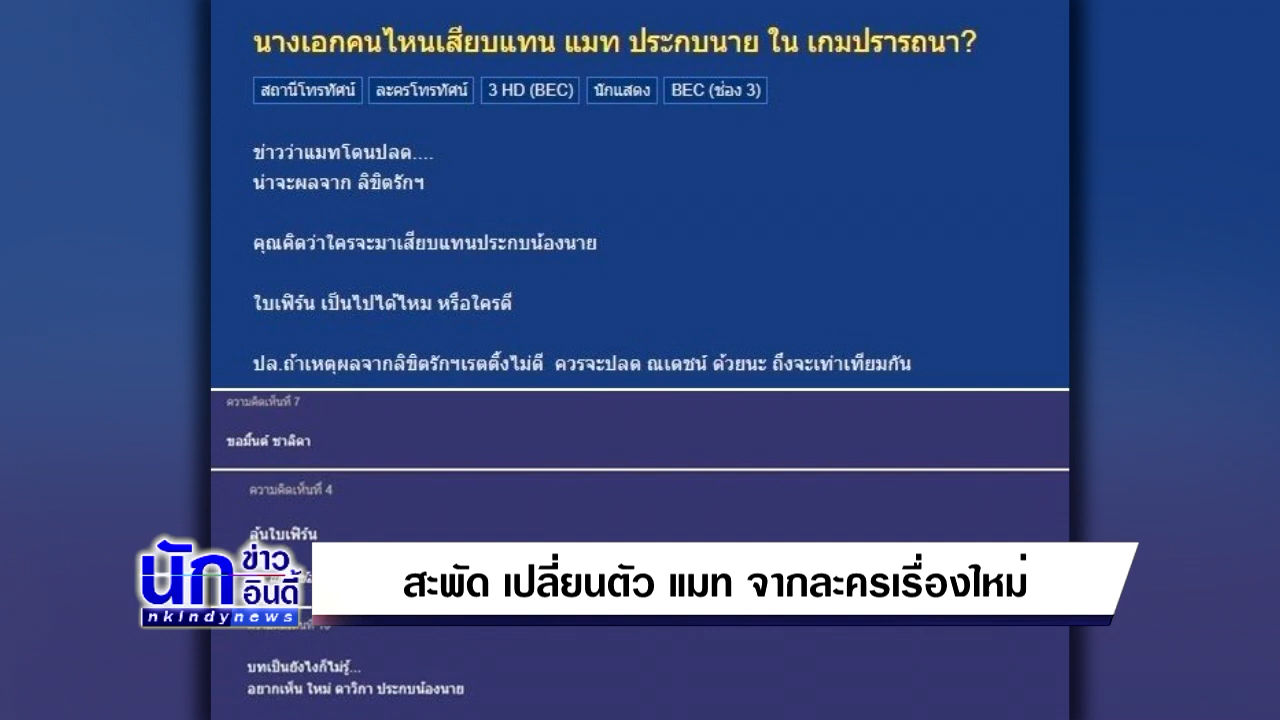 นางเอกคนไหนเสียบแทน แมท ประกบนาย ใน เกมปรารถนา?
สถานีโทรทัศน์ ละครโทรทัศน์ 3 HD (BEC) นักแสดง BEC (ช่อง 3)
ข่าวว่าแมทโดนปลด....
น่าจะผลจาก ลิขิตรักฯ
คุณคิดว่าใครจะมาเสียบแทนประกบน้องนาย
ใบเฟิร์น เป็นไปได้ไหม หรือใครดี
ปล.ถ้าเหตุผลจากลิขิตรักฯเรตติ้งไม่ดี ควรจะปลด ณเดชน์ ด้วยนะ ถึงจะเท่าเทียมกัน
ความคิดเห็นที่ 7
ขอมิ้นต์ ชาลิดา
ความคิดเห็นที่ 4
ลุ้นใบเฟิร์น
นักข่าวอินดี้
nkindynews
สะพัด เปลี่ยนตัว แมท จากละครเรื่องใหม่
บทเป็นยังไงก็ไม่รู้...
อยากเห็น ใหม่ ดาวิกา ประกบน้องนาย